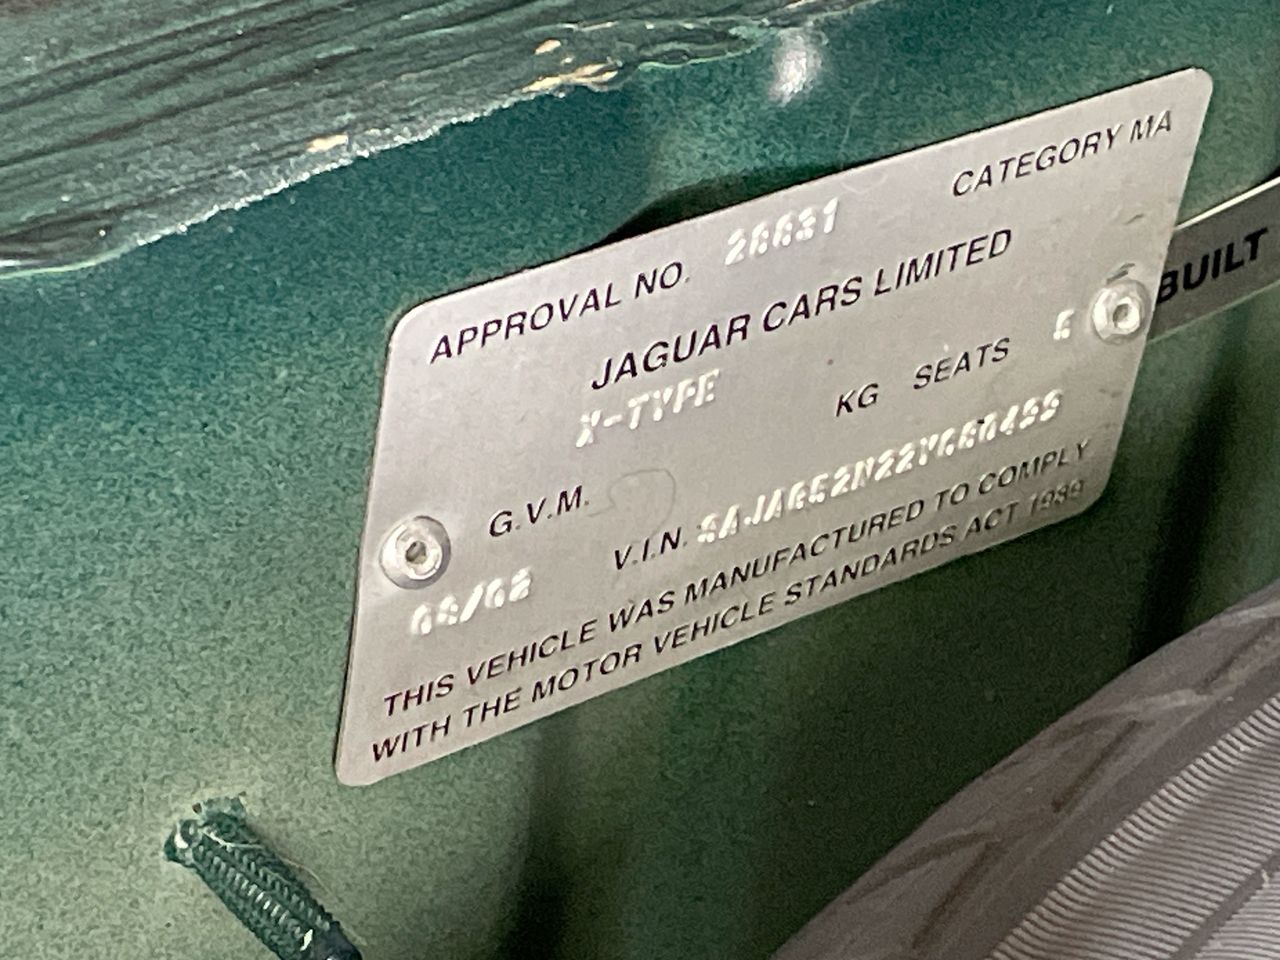 APPROVAL NO. CATEGORY MA
JAGUAR CARS LIMITED
X-TYPE
G.V.M. KG SEATS 5
V.I.N.
THIS VEHICLE WAS MANUFACTURED TO COMPLY
WITH THE MOTOR VEHICLE STANDARDS ACT 1989
BUILT